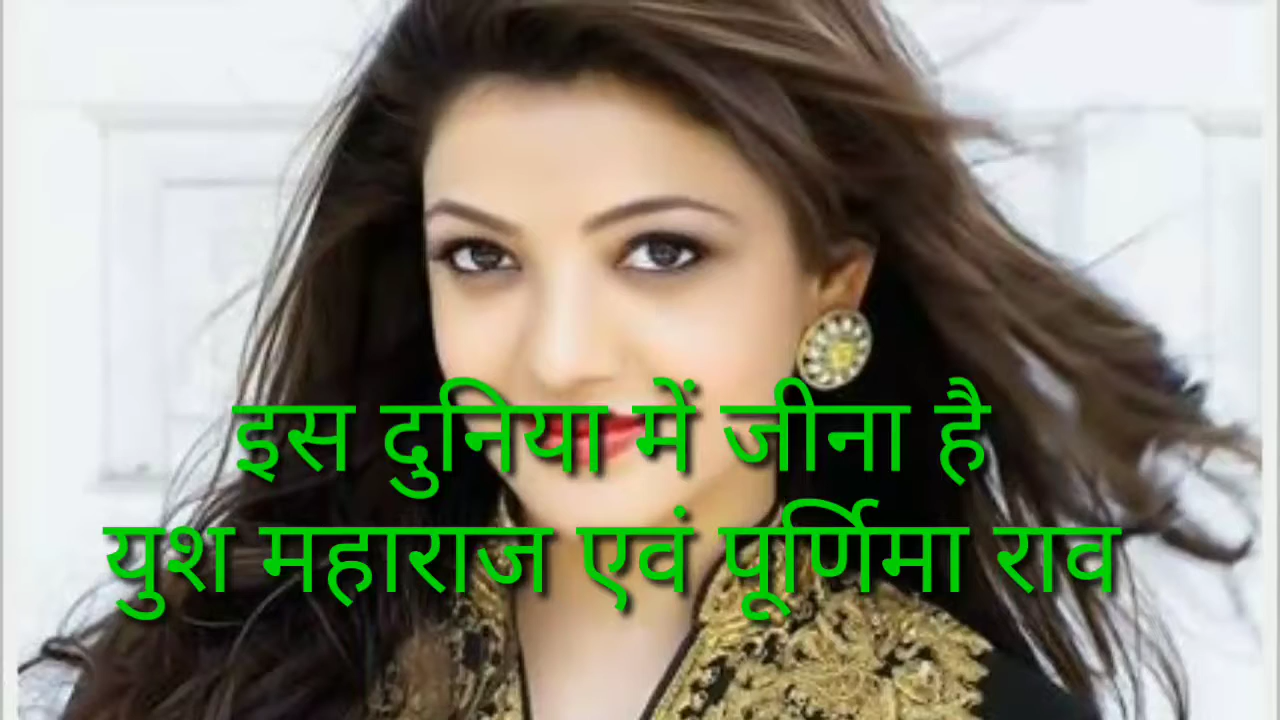 इस दुनिया में जीना है
युश महाराज एवं पूर्णिमा राव